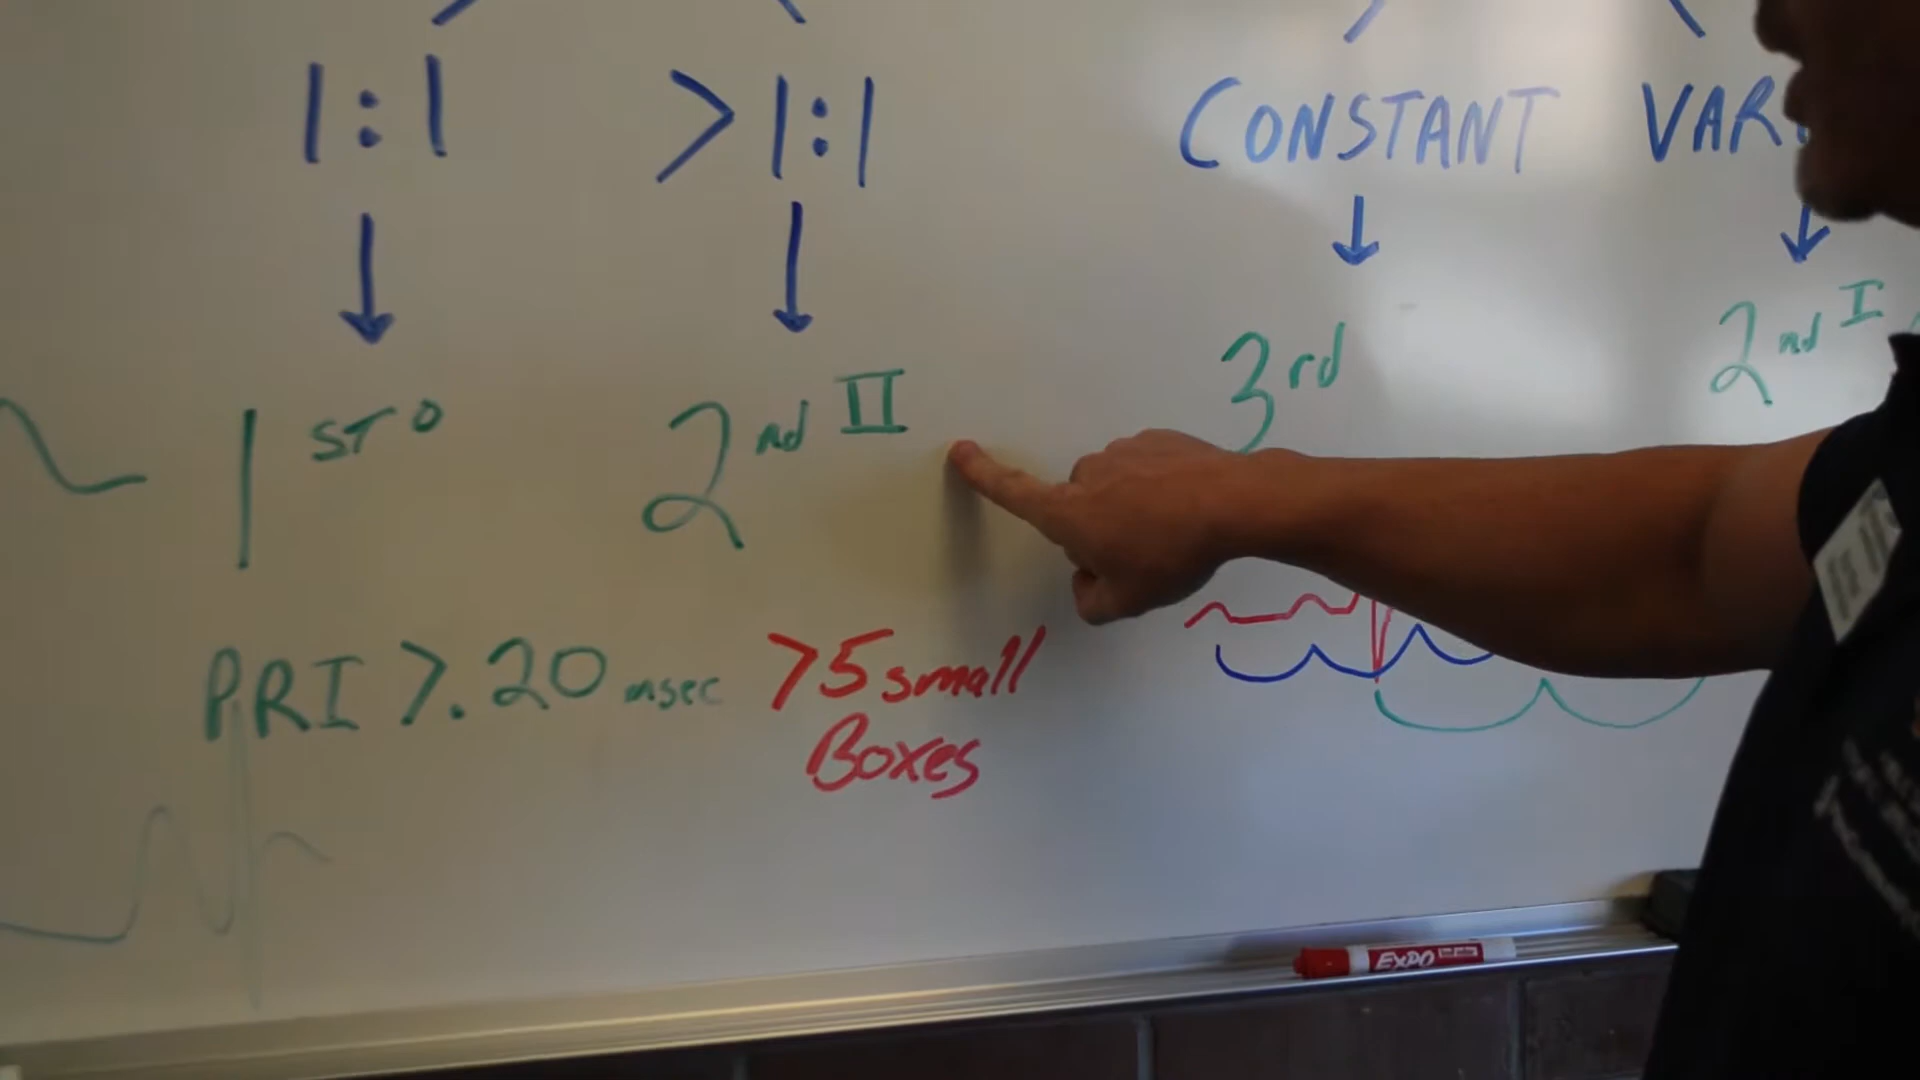 1:1 >1:1 CONSTANT VAR
1ST° 2nd II 3rd 2nd I
PRI >.20 msec >5 small
Boxes
EXPO